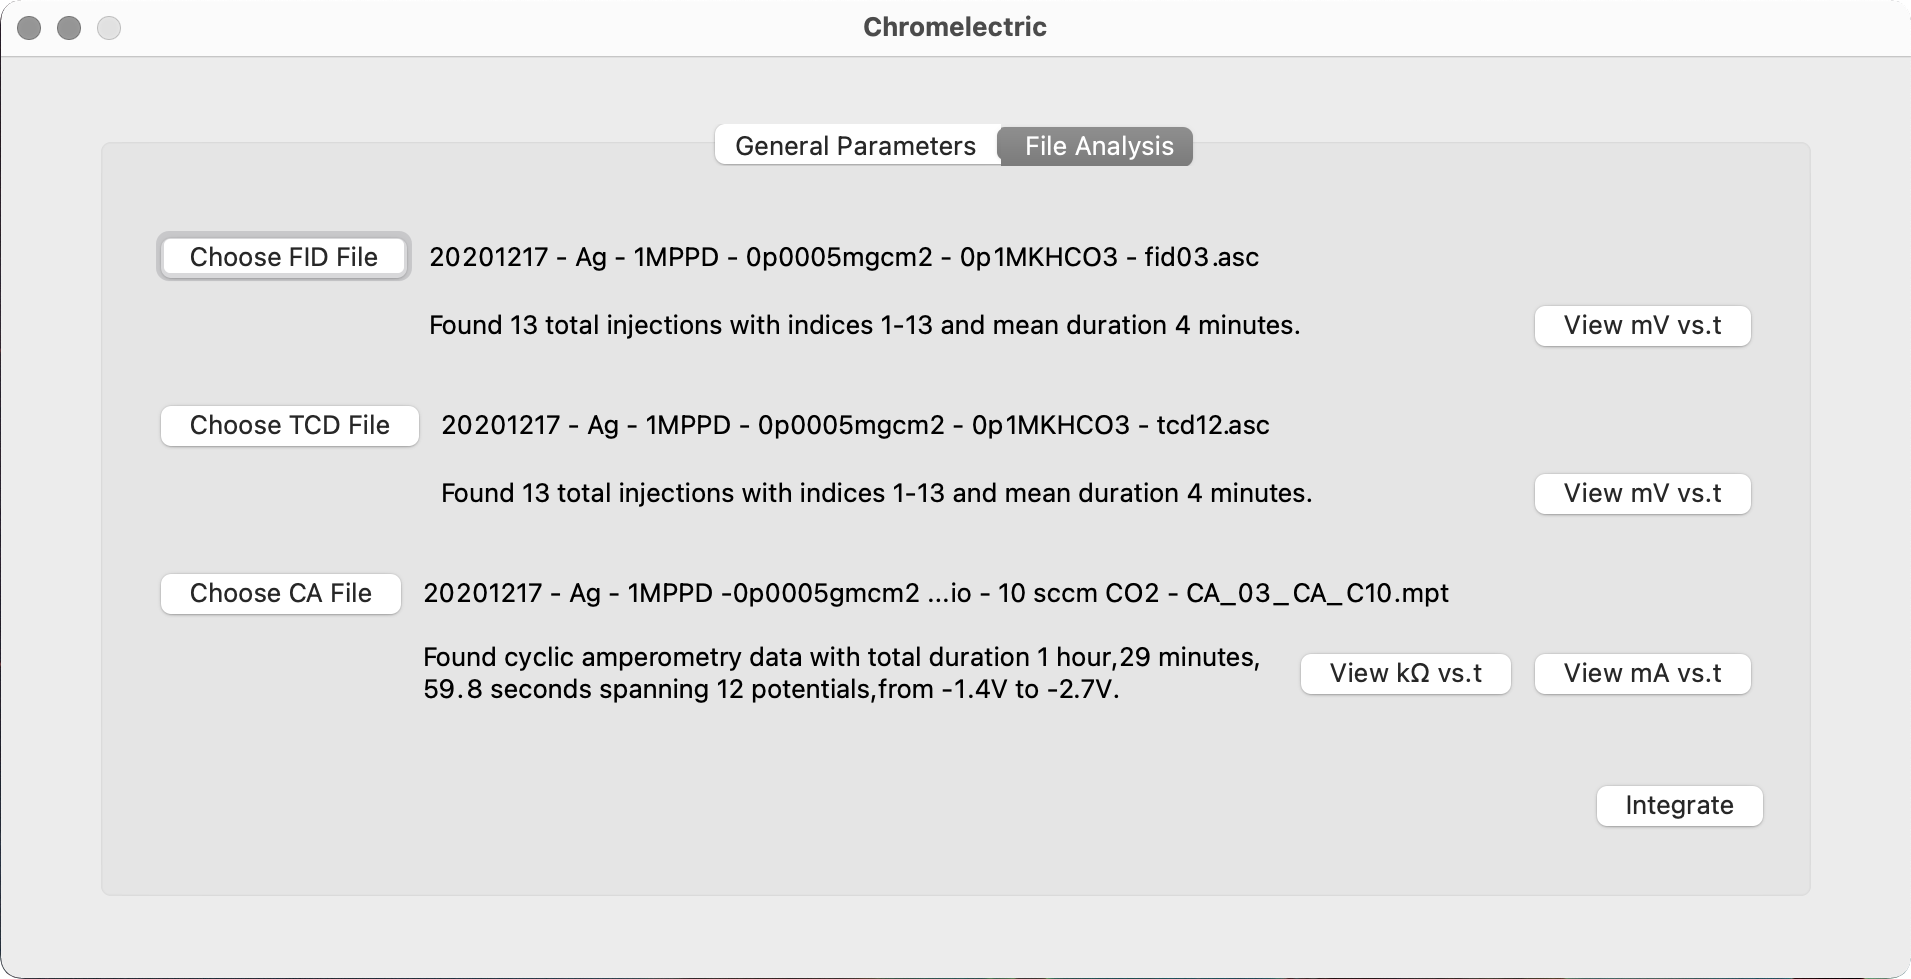 Chromelectric
General Parameters File Analysis
Choose FID File 20201217 - Ag - 1MPPD - 0p0005mgcm2 - 0p1MKHCO3 - fid03.asc
Found 13 total injections with indices 1-13 and mean duration 4 minutes. View mV vs.t
Choose TCD File 20201217 - Ag - 1MPPD - 0p0005mgcm2 - 0p1MKHCO3 - tcd12.asc
Found 13 total injections with indices 1-13 and mean duration 4 minutes. View mV vs.t
Choose CA File 20201217 - Ag - 1MPPD -0p0005gmcm2 ...io - 10 sccm CO2 - CA_03_CA_C10.mpt
Found cyclic amperometry data with total duration 1 hour,29 minutes,
59.8 seconds spanning 12 potentials,from -1.4V to -2.7V.
View kΩ vs.t View mA vs.t
Integrate